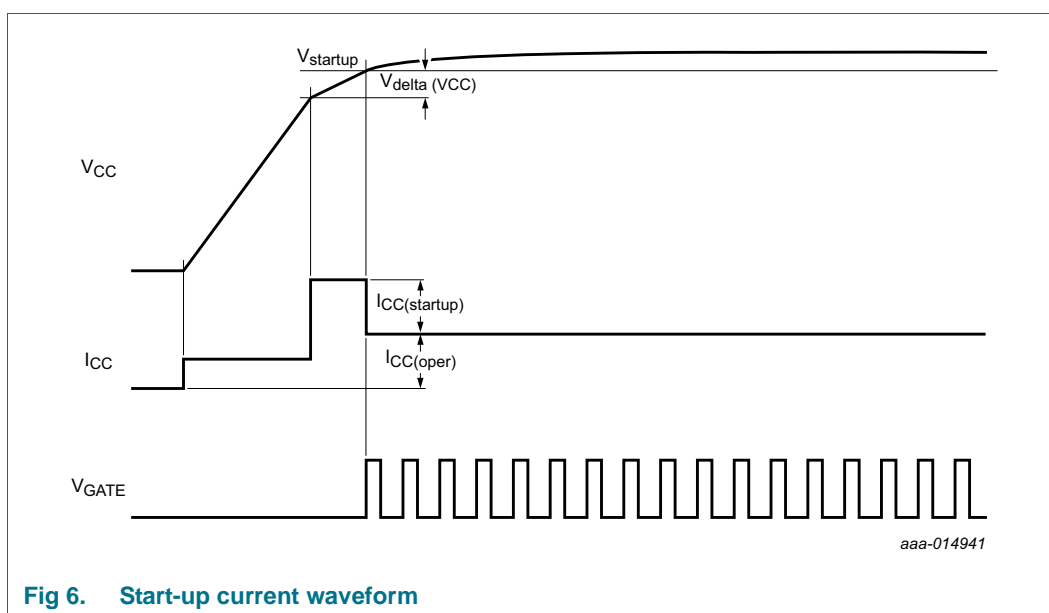 Vstartup
Vdelta (VCC)
VCC
ICC(startup)
ICC
ICC(oper)
VGATE
aaa-014941
Fig 6. Start-up current waveform